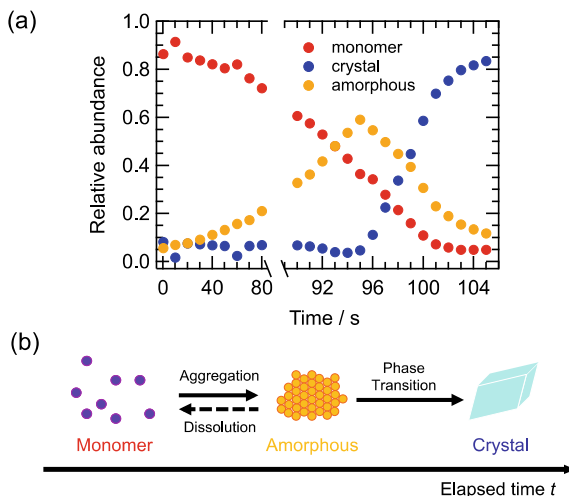 (a)
1.0
0.8
0.6
0.4
0.2
0.0
Relative abundance
monomer
crystal
amorphous
0 40 80 92 96 100 104
Time / s
(b)
Aggregation
Dissolution
Phase
Transition
Monomer Amorphous Crystal
Elapsed time t